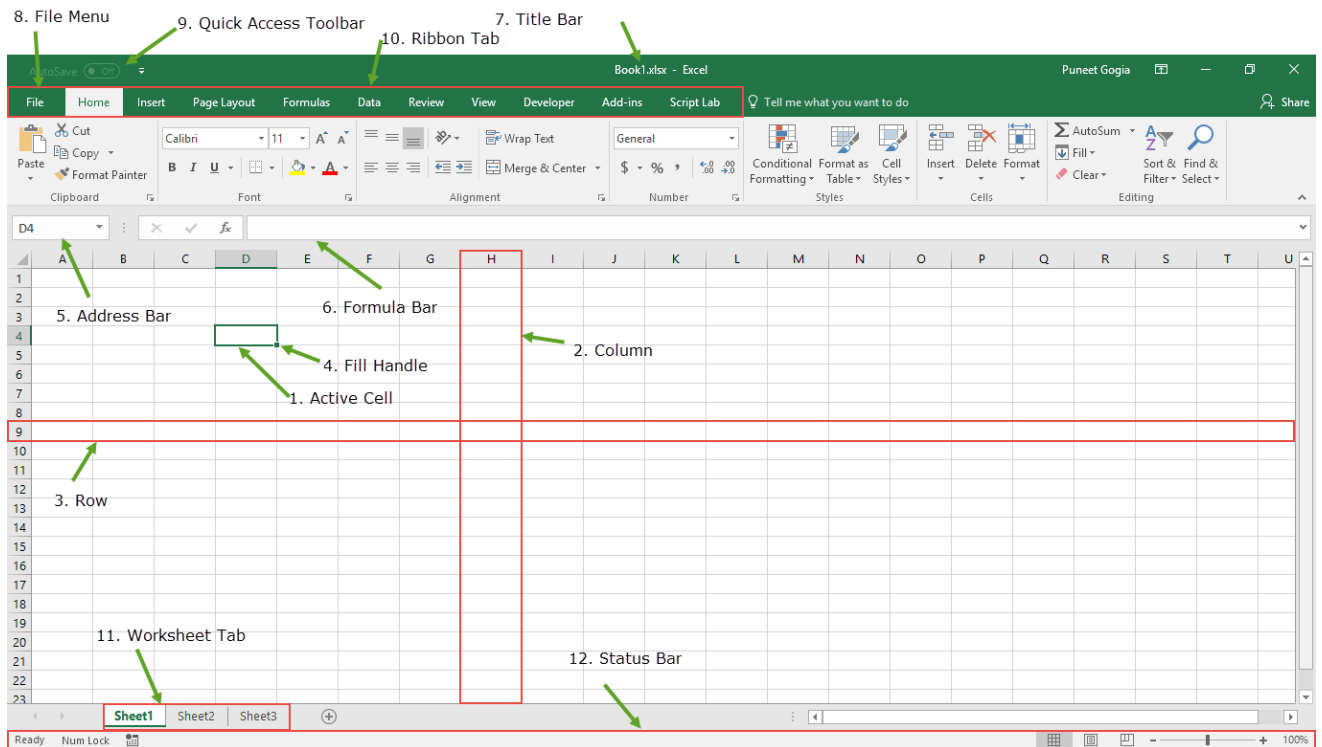 8. File Menu
9. Quick Access Toolbar
7. Title Bar
10. Ribbon Tab
AutoSave Off
Book1.xlsx - Excel
Puneet Gogia
File Home Insert Page Layout Formulas Data Review View Developer Add-ins Script Lab Tell me what you want to do Share
Cut
Calibri 11 A A Wrap Text General AutoSum
Copy Fill
Paste Format Painter B I U A Merge & Center $ % , .0 .00 Conditional Format as Cell Insert Delete Format Clear Sort & Find &
Formatting Table Styles Filter Select
Clipboard Font Alignment Number Styles Cells Editing
D4 fx
A B C D E F G H I J K L M N O P Q R S T U
1
2
3
5. Address Bar
6. Formula Bar
4
5
2. Column
6
4. Fill Handle
7
1. Active Cell
8
9
10
11
12
3. Row
13
14
15
16
17
18
19
20
11. Worksheet Tab
21
12. Status Bar
22
23
Sheet1 Sheet2 Sheet3
Ready Num Lock 100%